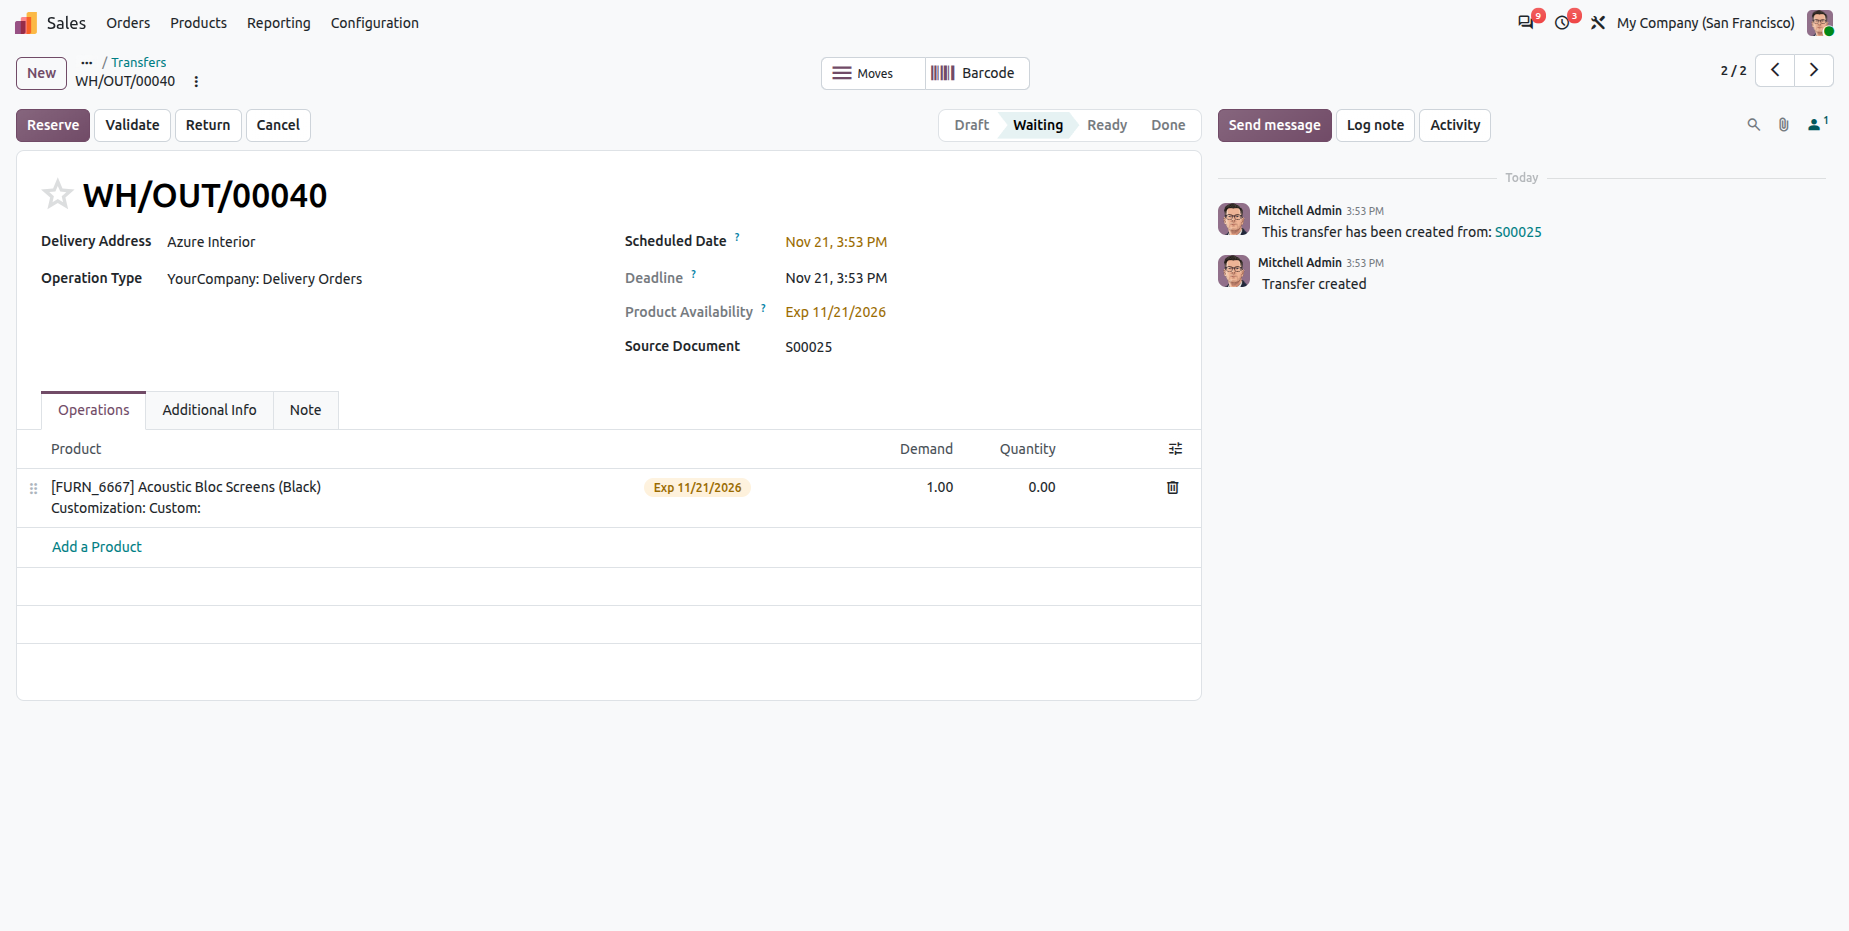 Sales Orders Products Reporting Configuration 9 3 My Company (San Francisco)
New ... / Transfers
WH/OUT/00040
Moves Barcode 2 / 2
Reserve Validate Return Cancel Draft Waiting Ready Done Send message Log note Activity 1
WH/OUT/00040
Delivery Address Azure Interior
Operation Type YourCompany: Delivery Orders
Scheduled Date ? Nov 21, 3:53 PM
Deadline ? Nov 21, 3:53 PM
Product Availability ? Exp 11/21/2026
Source Document S00025
Operations Additional Info Note
Product Demand Quantity
[FURN_6667] Acoustic Bloc Screens (Black) Exp 11/21/2026 1.00 0.00
Customization: Custom:
Add a Product
Today
Mitchell Admin 3:53 PM
This transfer has been created from: S00025
Mitchell Admin 3:53 PM
Transfer created